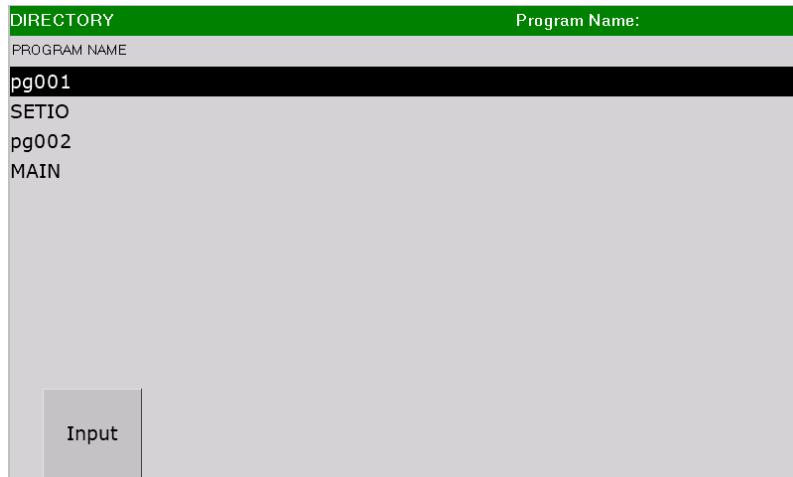 DIRECTORY Program Name:
PROGRAM NAME
pg001
SETIO
pg002
MAIN
Input